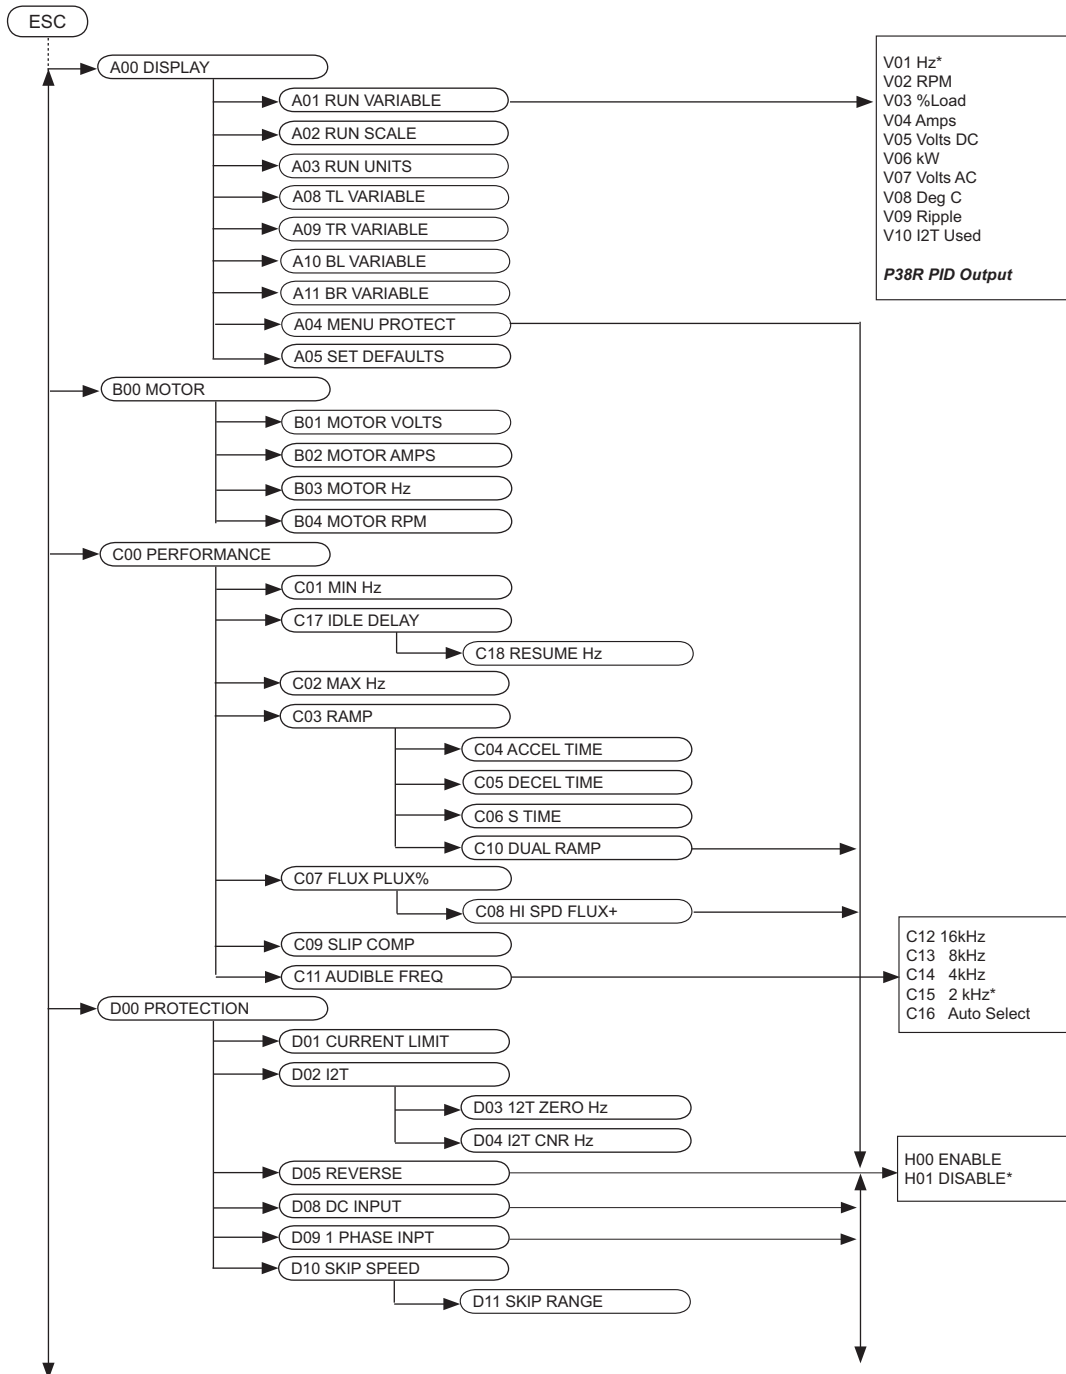 ESC
A00 DISPLAY
A01 RUN VARIABLE
A02 RUN SCALE
A03 RUN UNITS
A08 TL VARIABLE
A09 TR VARIABLE
A10 BL VARIABLE
A11 BR VARIABLE
A04 MENU PROTECT
A05 SET DEFAULTS
V01 Hz*
V02 RPM
V03 %Load
V04 Amps
V05 Volts DC
V06 kW
V07 Volts AC
V08 Deg C
V09 Ripple
V10 I2T Used
P38R PID Output
B00 MOTOR
B01 MOTOR VOLTS
B02 MOTOR AMPS
B03 MOTOR Hz
B04 MOTOR RPM
C00 PERFORMANCE
C01 MIN Hz
C17 IDLE DELAY
C18 RESUME Hz
C02 MAX Hz
C03 RAMP
C04 ACCEL TIME
C05 DECEL TIME
C06 S TIME
C10 DUAL RAMP
C07 FLUX PLUX%
C08 HI SPD FLUX+
C09 SLIP COMP
C11 AUDIBLE FREQ
C12 16kHz
C13 8kHz
C14 4kHz
C15 2 kHz*
C16 Auto Select
D00 PROTECTION
D01 CURRENT LIMIT
D02 I2T
D03 12T ZERO Hz
D04 I2T CNR Hz
D05 REVERSE
D08 DC INPUT
D09 1 PHASE INPT
D10 SKIP SPEED
D11 SKIP RANGE
H00 ENABLE
H01 DISABLE*